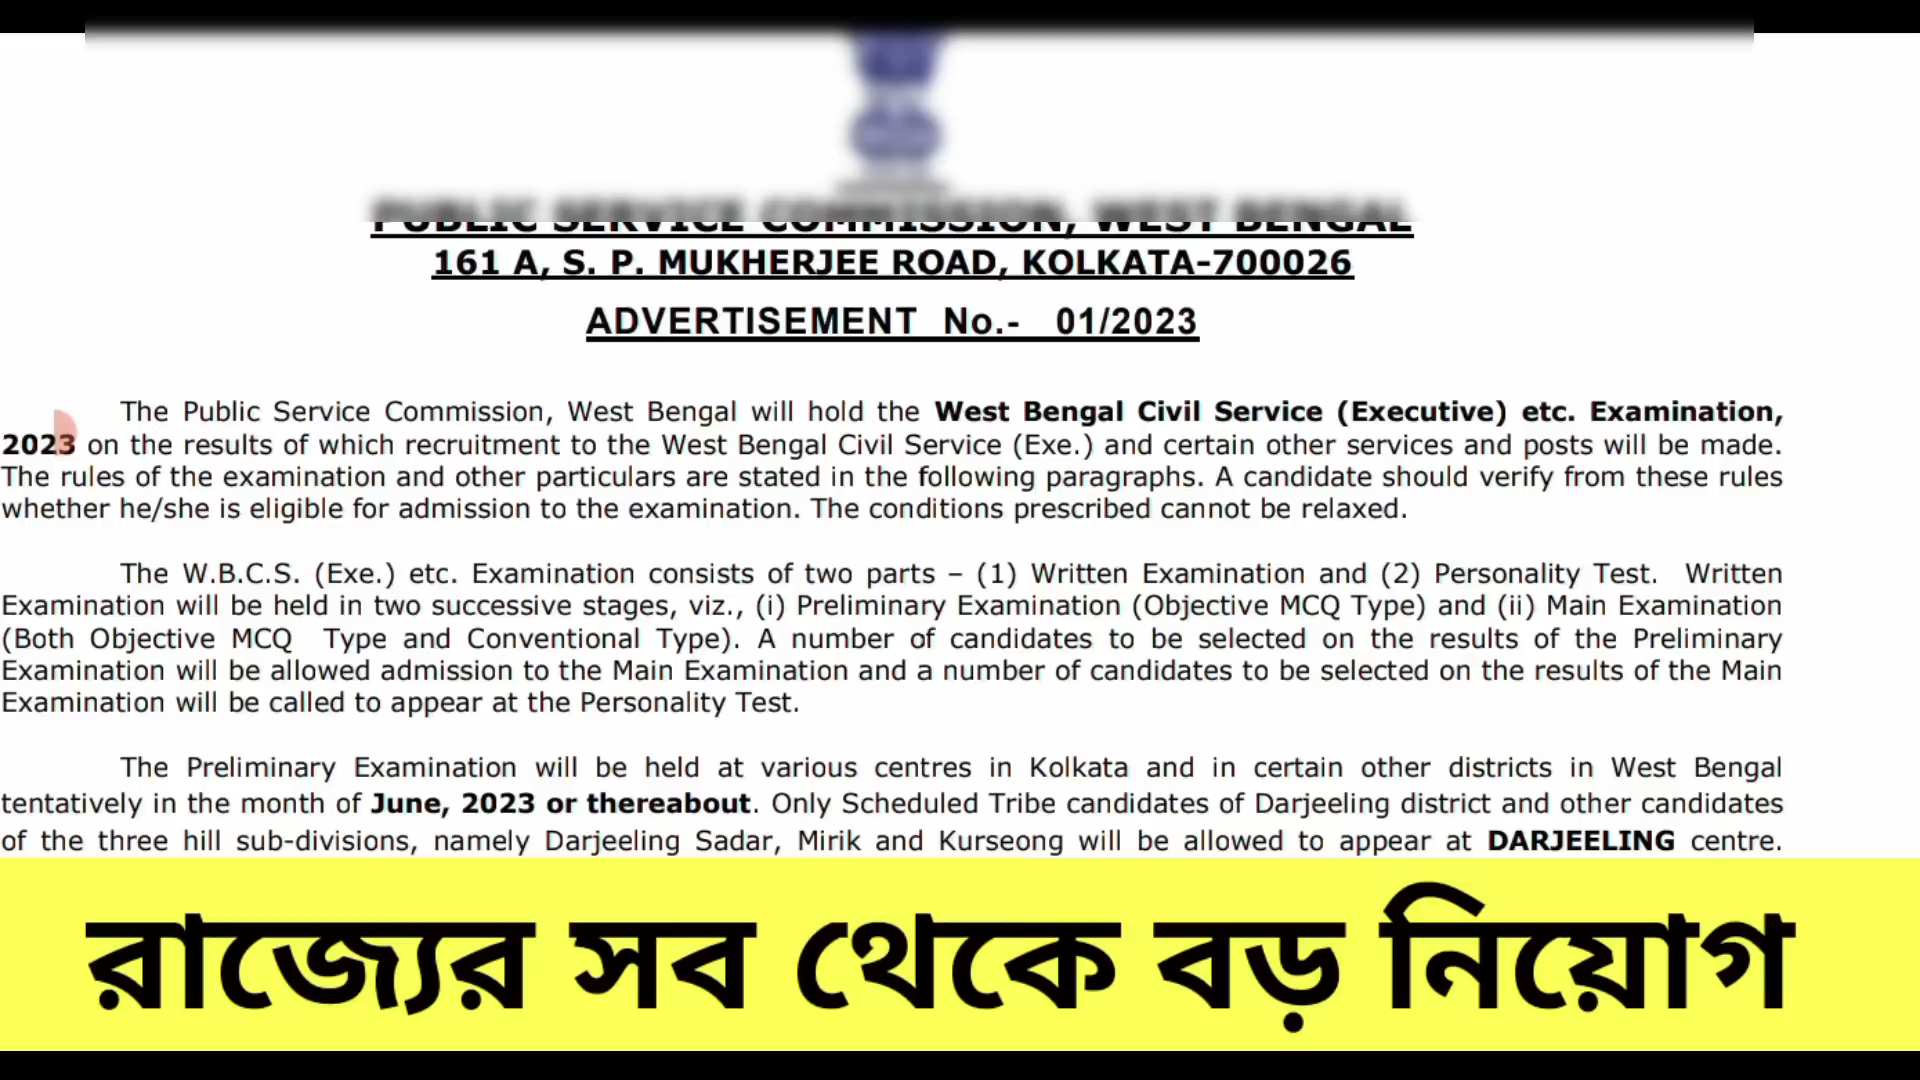 PUBLIC SERVICE COMMISSION, WEST BENGAL
161 A, S. P. MUKHERJEE ROAD, KOLKATA-700026
ADVERTISEMENT No.- 01/2023
The Public Service Commission, West Bengal will hold the West Bengal Civil Service (Executive) etc. Examination,
2023 on the results of which recruitment to the West Bengal Civil Service (Exe.) and certain other services and posts will be made.
The rules of the examination and other particulars are stated in the following paragraphs. A candidate should verify from these rules
whether he/she is eligible for admission to the examination. The conditions prescribed cannot be relaxed.
The W.B.C.S. (Exe.) etc. Examination consists of two parts – (1) Written Examination and (2) Personality Test. Written
Examination will be held in two successive stages, viz., (i) Preliminary Examination (Objective MCQ Type) and (ii) Main Examination
(Both Objective MCQ Type and Conventional Type). A number of candidates to be selected on the results of the Preliminary
Examination will be allowed admission to the Main Examination and a number of candidates to be selected on the results of the Main
Examination will be called to appear at the Personality Test.
The Preliminary Examination will be held at various centres in Kolkata and in certain other districts in West Bengal
tentatively in the month of June, 2023 or thereabout. Only Scheduled Tribe candidates of Darjeeling district and other candidates
of the three hill sub-divisions, namely Darjeeling Sadar, Mirik and Kurseong will be allowed to appear at DARJEELING centre.
রাজ্যের সব থেকে বড় নিয়োগ